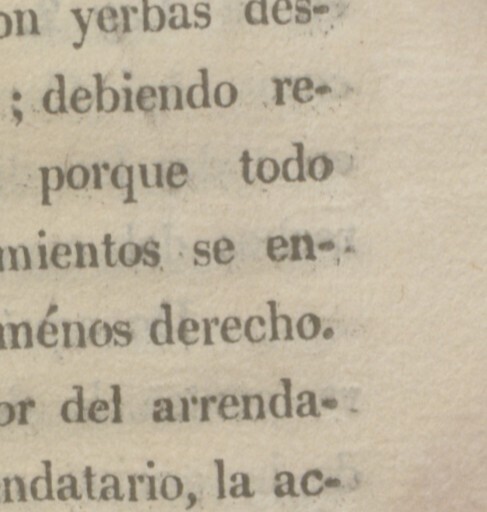 on yerbas des-
; debiendo re-
porque todo
mientos se en-
ménos derecho.
or del arrenda-
ndatario, la ac-